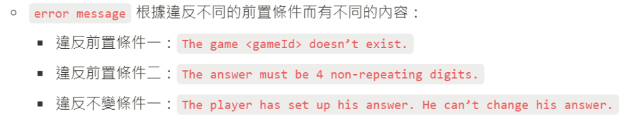 error message 根據違反不同的前置條件而有不同的內容：
違反前置條件一：The game <gameId> doesn’t exist.
違反前置條件二：The answer must be 4 non-repeating digits.
違反不變條件一：The player has set up his answer. He can’t change his answer.